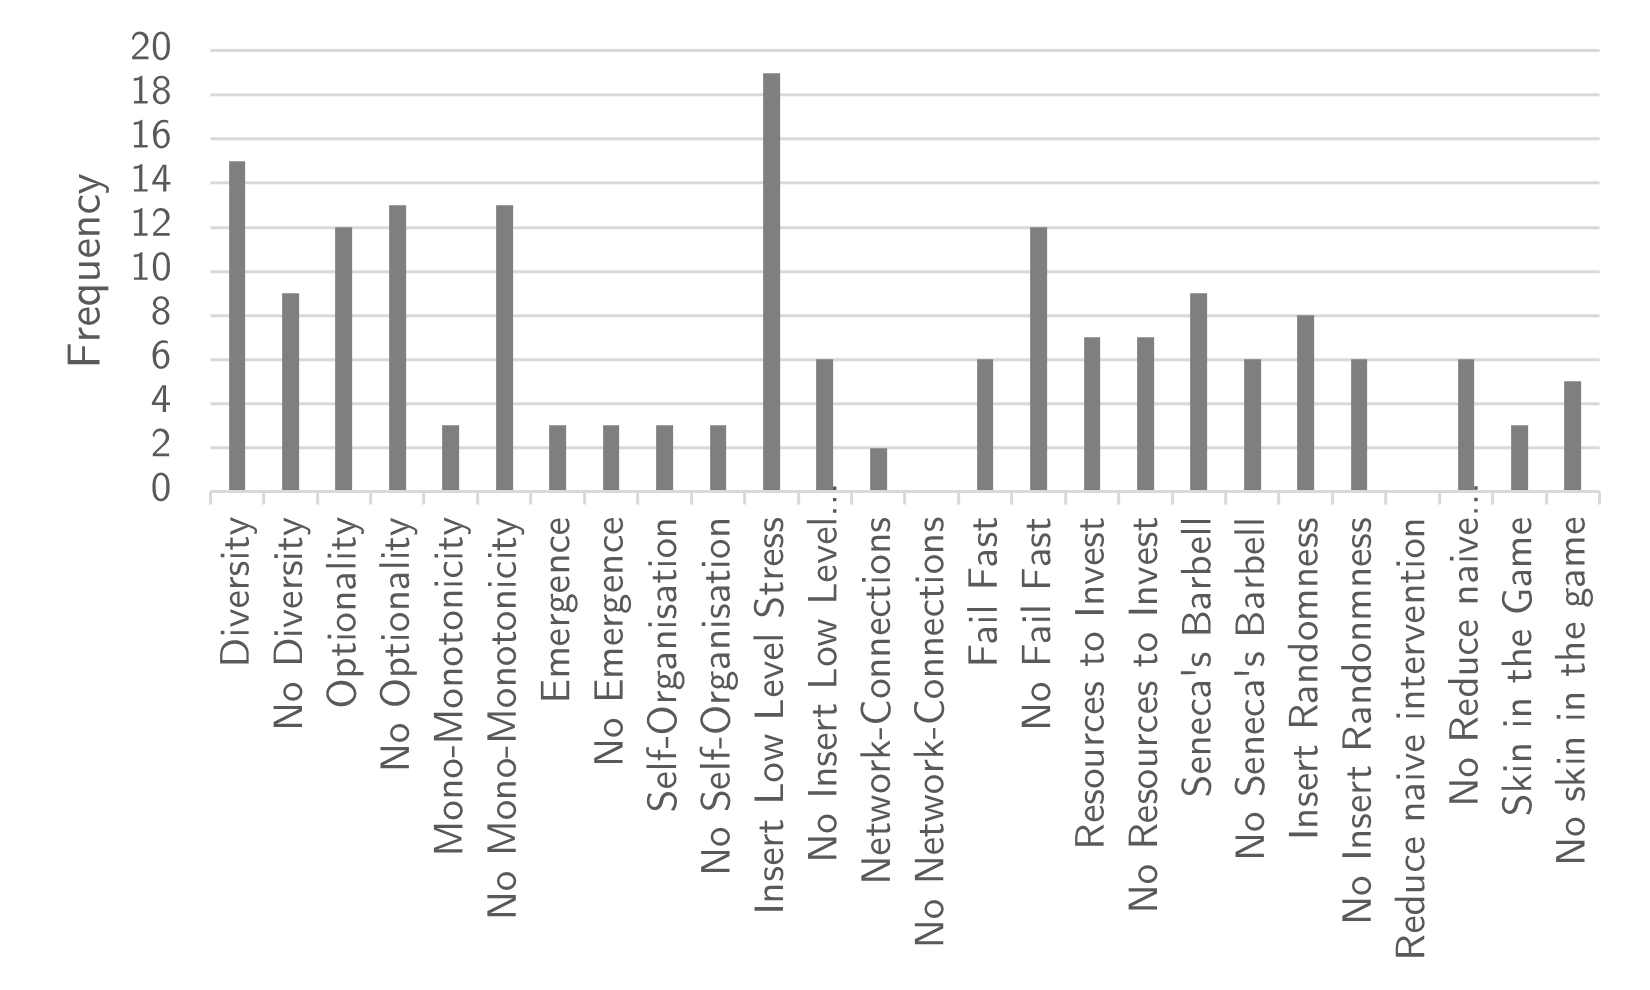 20
18
16
14
12
10
8
6
4
2
0
Frequency
Diversity
No Diversity
Optionality
No Optionality
Mono-Monotonicity
No Mono-Monotonicity
Emergence
No Emergence
Self-Organisation
No Self-Organisation
Insert Low Level Stress
No Insert Low Level…
Network-Connections
No Network-Connections
Fail Fast
No Fail Fast
Resources to Invest
No Resources to Invest
Seneca's Barbell
No Seneca's Barbell
Insert Randomness
No Insert Randonmness
Reduce naive intervention
No Reduce naive…
Skin in the Game
No skin in the game